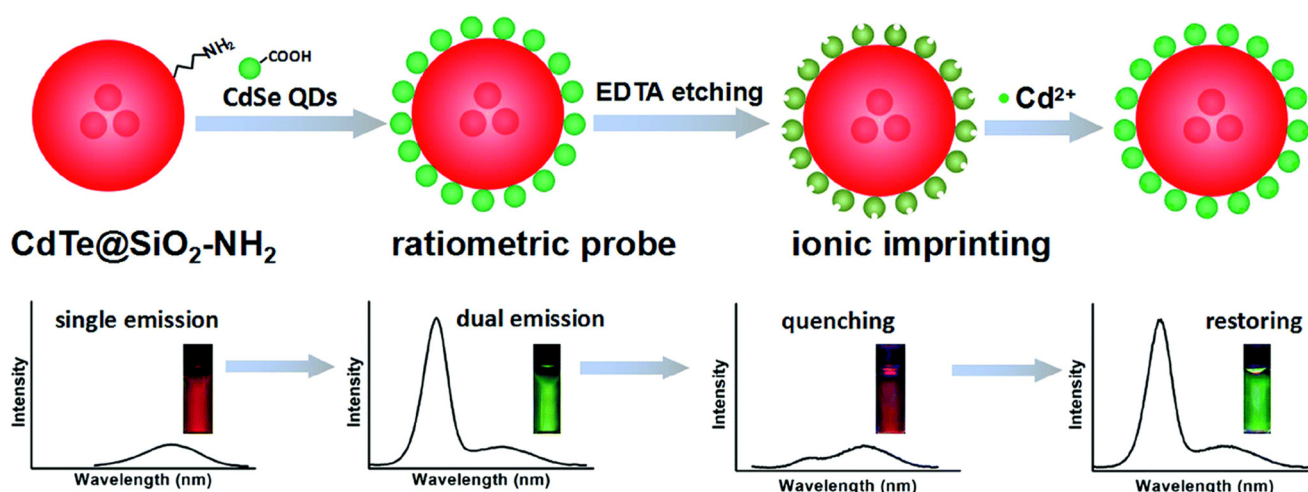 NH₂
COOH
CdSe QDs
EDTA etching
Cd²⁺
CdTe@SiO₂-NH₂
ratiometric probe
ionic imprinting
single emission
dual emission
quenching
restoring
Intensity
Intensity
Intensity
Intensity
Wavelength (nm)
Wavelength (nm)
Wavelength (nm)
Wavelength (nm)